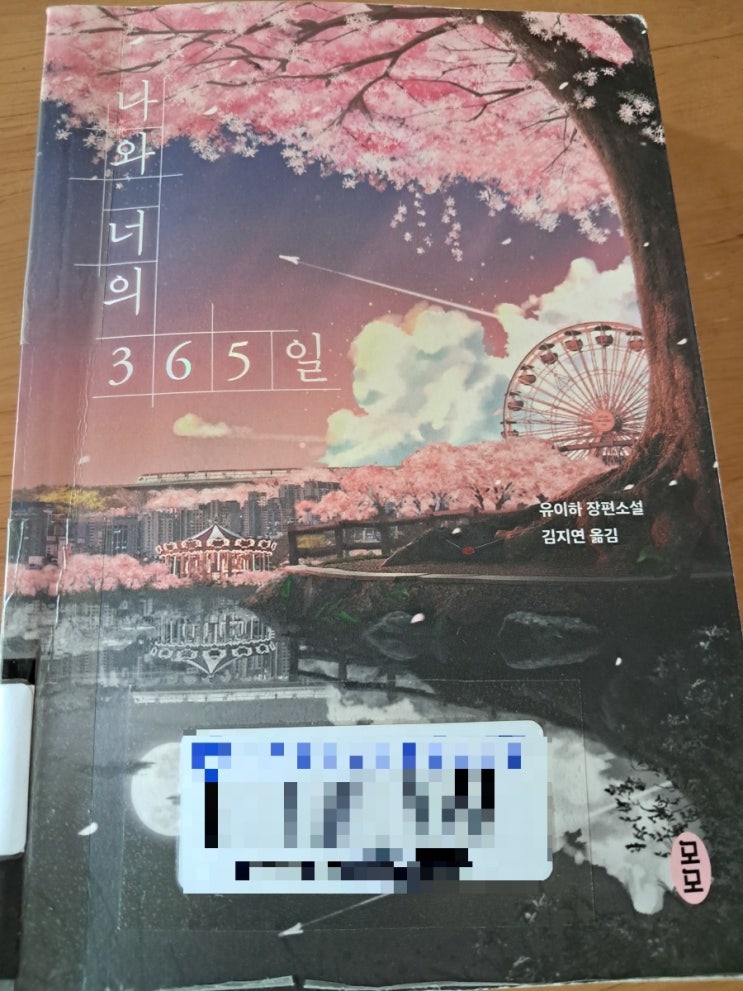 나와
너의
365일
유이하 장편소설
김지연 옮김
모모